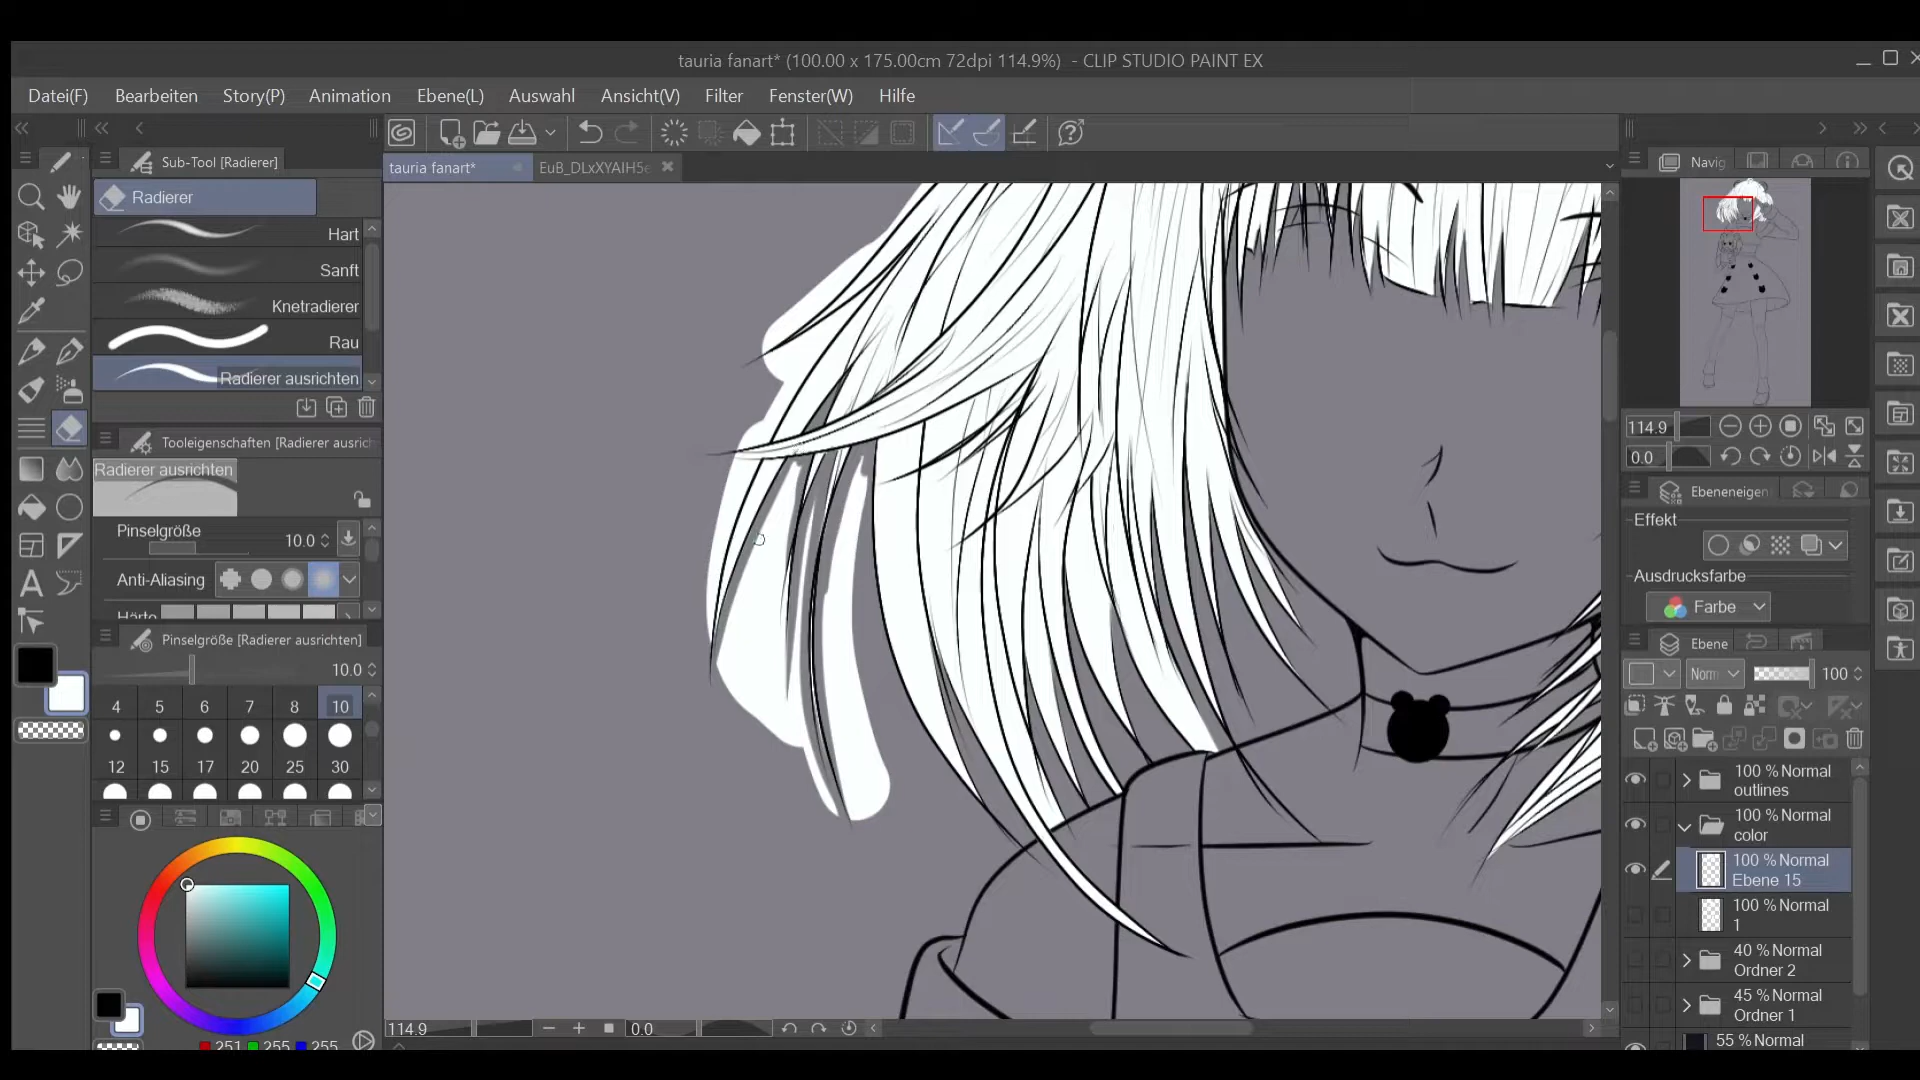 tauria fanart* (100.00 x 175.00cm 72dpi 114.9%) - CLIP STUDIO PAINT EX
Datei(F) Bearbeiten Story(P) Animation Ebene(L) Auswahl Ansicht(V) Filter Fenster(W) Hilfe
Sub-Tool [Radierer]
tauria fanart* EuB_DLxXYAIH5e
Navig
Radierer
Hart
Sanft
Knetradierer
Rau
Radierer ausrichten
Tooleigenschaften [Radierer ausrich
Radierer ausrichten
Pinselgröße 10.0
Anti-Aliasing
Härte
Pinselgröße [Radierer ausrichten]
10.0
4 5 6 7 8 10
12 15 17 20 25 30
251 255 255
114.9 0.0
114.9
0.0
Ebeneneigen
Effekt
Ausdrucksfarbe
Farbe
Ebene
Norm 100
100 % Normal
outlines
100 % Normal
color
100 % Normal
Ebene 15
100 % Normal
1
40 % Normal
Ordner 2
45 % Normal
Ordner 1
55 % Normal